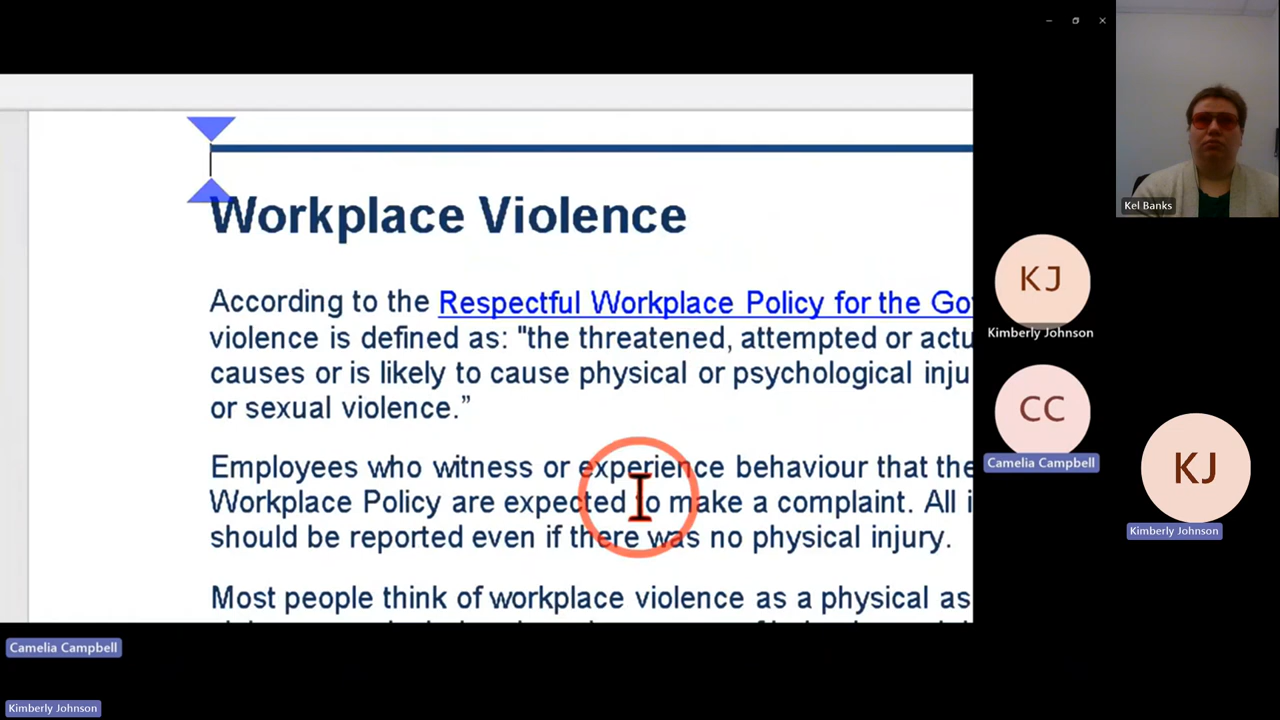 Workplace Violence
According to the Respectful Workplace Policy for the Go
violence is defined as: "the threatened, attempted or actu
causes or is likely to cause physical or psychological inju
or sexual violence.”
Employees who witness or experience behaviour that the
Workplace Policy are expected to make a complaint. All i
should be reported even if there was no physical injury.
Most people think of workplace violence as a physical as
Kel Banks
KJ
Kimberly Johnson
CC
Camelia Campbell
KJ
Kimberly Johnson
Camelia Campbell
Kimberly Johnson